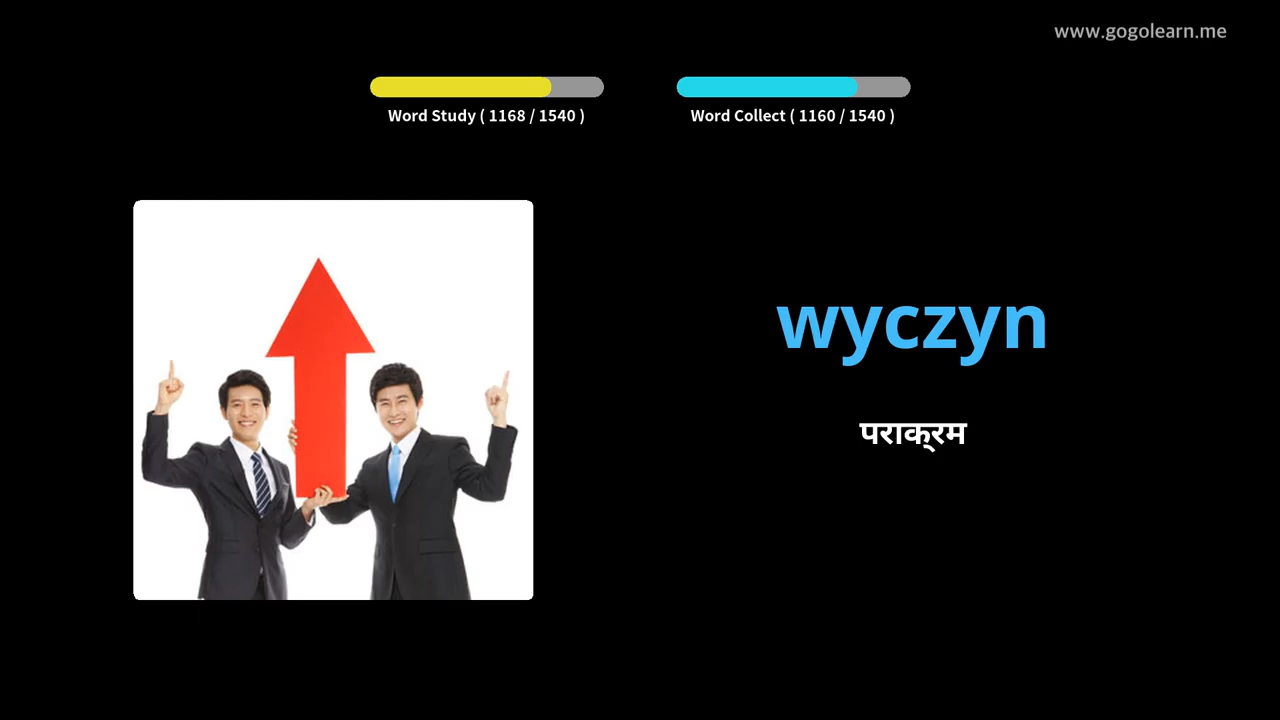 www.gogolearn.me
Word Study ( 1168 / 1540 )
Word Collect ( 1160 / 1540 )
wyczyn
पराक्रम